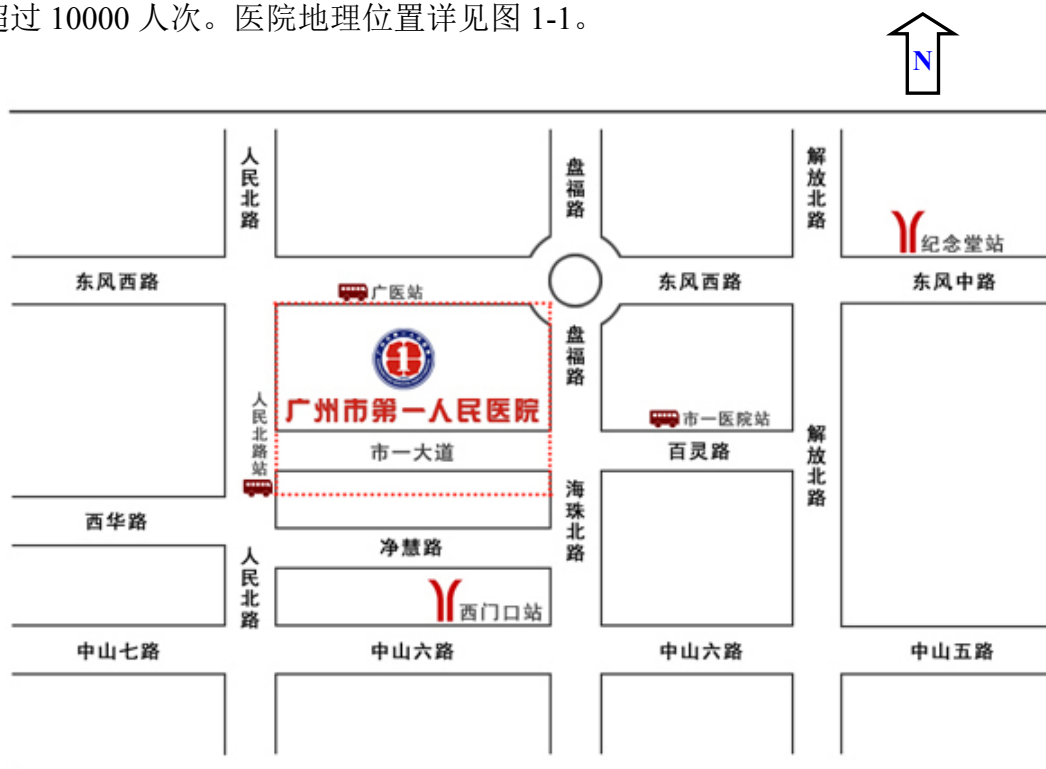 超过 10000 人次。医院地理位置详见图 1-1。
N
人民北路
盘福路
解放北路
纪念堂站
东风西路
东风西路
东风中路
广医站
盘福路
人民北路站
广州市第一人民医院
市一医院站
市一大道
百灵路
解放北路
海珠北路
西华路
净慧路
人民北路
西门口站
中山七路
中山六路
中山六路
中山五路